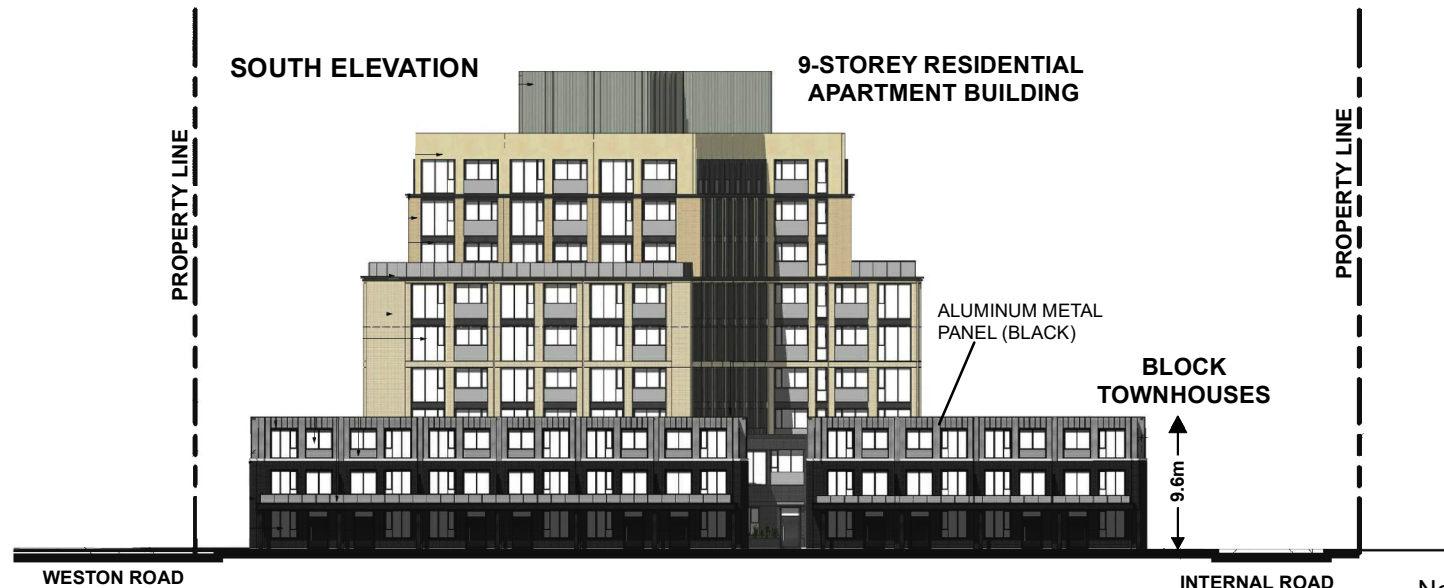 SOUTH ELEVATION
9-STOREY RESIDENTIAL
APARTMENT BUILDING
PROPERTY LINE
PROPERTY LINE
ALUMINUM METAL
PANEL (BLACK)
BLOCK
TOWNHOUSES
9.6m
WESTON ROAD
INTERNAL ROAD